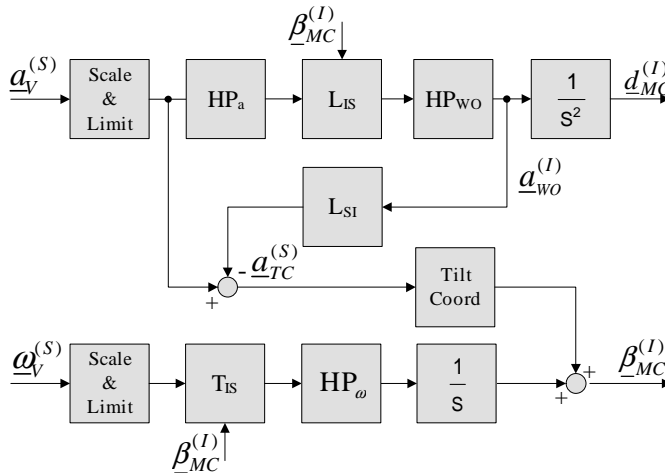 β_MC^(I)
a_V^(S)
Scale & Limit
HP_a
L_IS
HP_WO
1/S²
d_MC^(I)
a_WO^(I)
L_SI
- a_TC^(S)
+
Tilt Coord
ω_V^(S)
Scale & Limit
T_IS
HP_ω
1/S
+
+
β_MC^(I)
β_MC^(I)